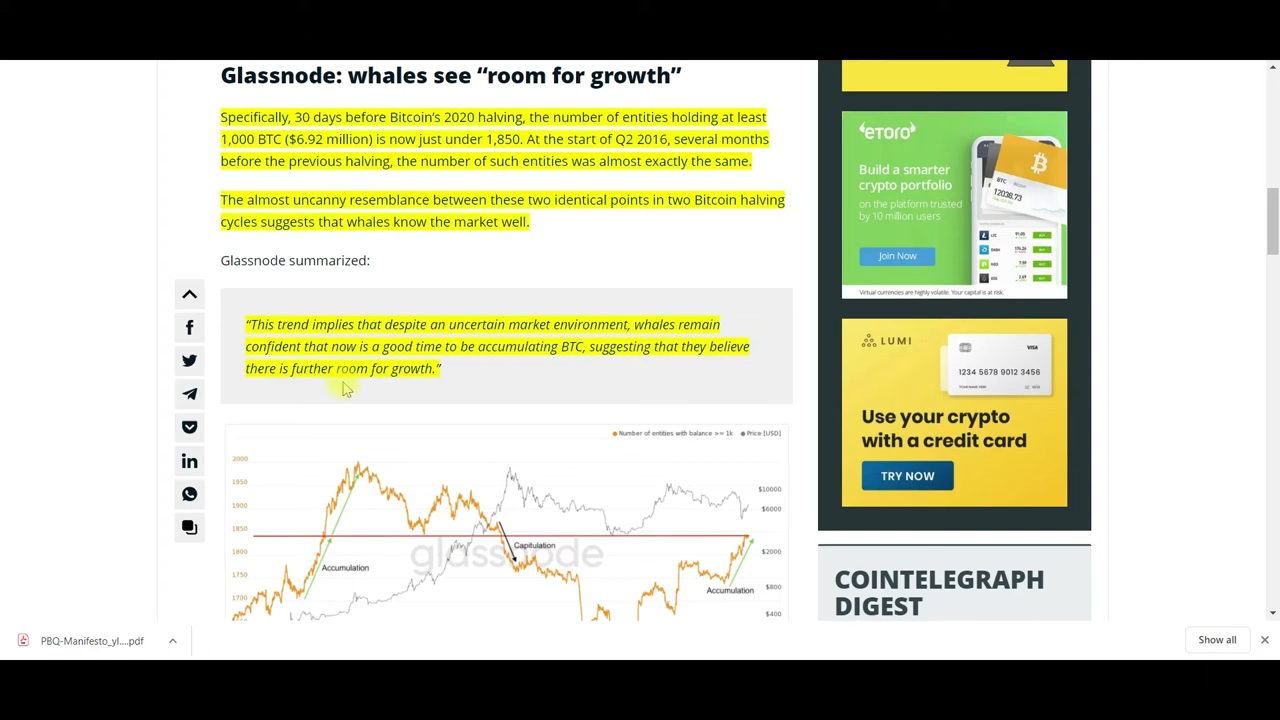 Glassnode: whales see “room for growth”
Specifically, 30 days before Bitcoin’s 2020 halving, the number of entities holding at least
1,000 BTC ($6.92 million) is now just under 1,850. At the start of Q2 2016, several months
before the previous halving, the number of such entities was almost exactly the same.
The almost uncanny resemblance between these two identical points in two Bitcoin halving
cycles suggests that whales know the market well.
Glassnode summarized:
“This trend implies that despite an uncertain market environment, whales remain
confident that now is a good time to be accumulating BTC, suggesting that they believe
there is further room for growth.”
Number of entities with balance >= 1k Price [USD]
2000
1950
1900
1850
1800
1750
1700
$10000
$6000
$2000
$800
$400
glassnode
Accumulation
Capitulation
Accumulation
eToro
Build a smarter
crypto portfolio
on the platform trusted
by 10 million users
Join Now
BTC
Bitcoin
12038.73
LTC
DASH
NEO
Virtual currencies are highly volatile. Your capital is at risk.
LUMI
VISA
1234 5678 9012 3456
Use your crypto
with a credit card
TRY NOW
COINTELEGRAPH
DIGEST
PBQ-Manifesto_yl....pdf
Show all